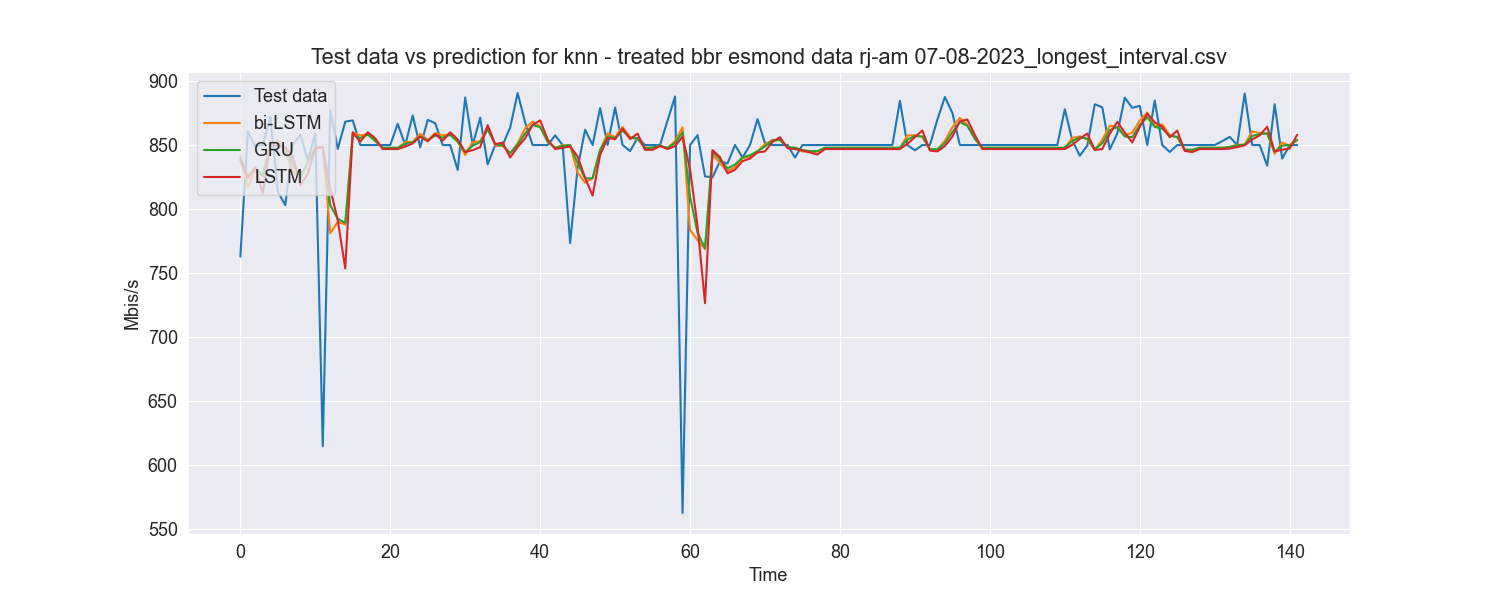 Test data vs prediction for knn - treated bbr esmond data rj-am 07-08-2023_longest_interval.csv
900
850
800
750
700
650
600
550
Mbis/s
Test data
bi-LSTM
GRU
LSTM
0 20 40 60 80 100 120 140
Time